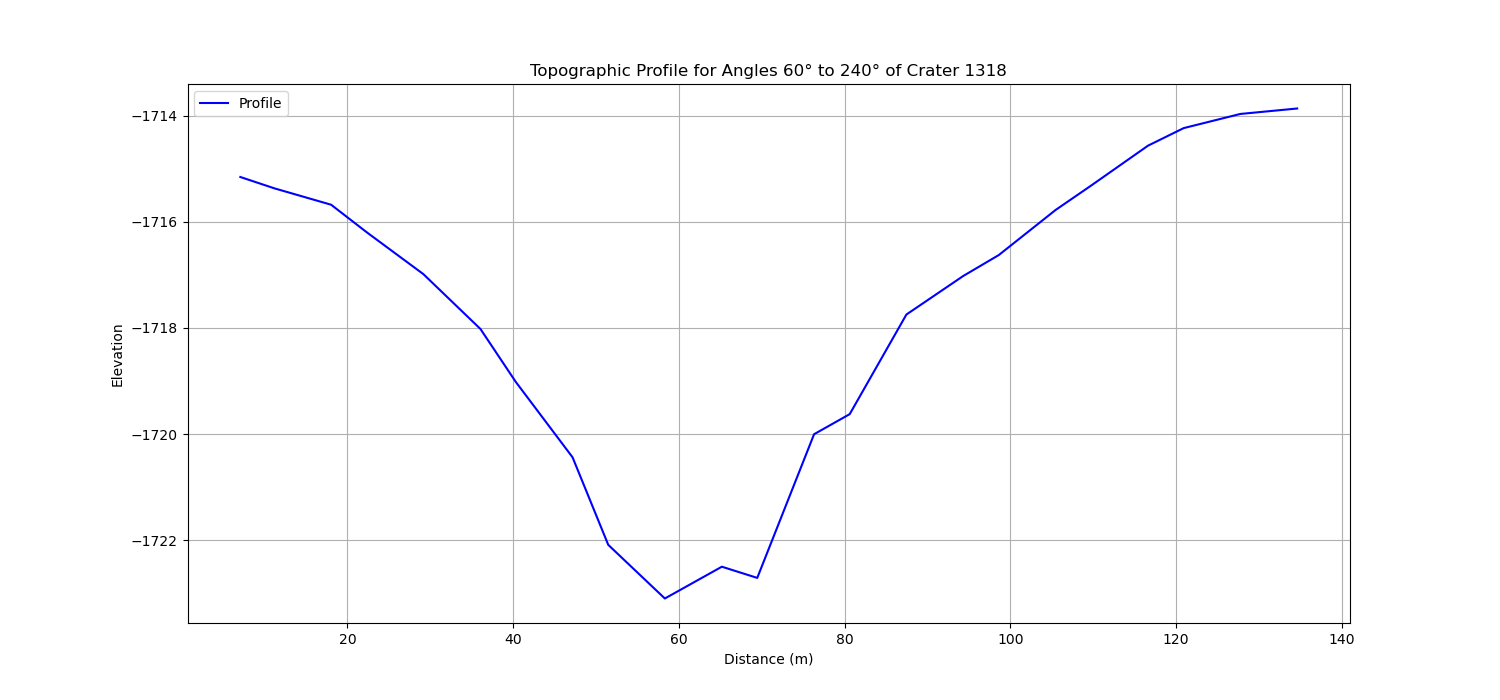 Topographic Profile for Angles 60° to 240° of Crater 1318
Profile
−1714
−1716
−1718
−1720
−1722
Elevation
20 40 60 80 100 120 140
Distance (m)